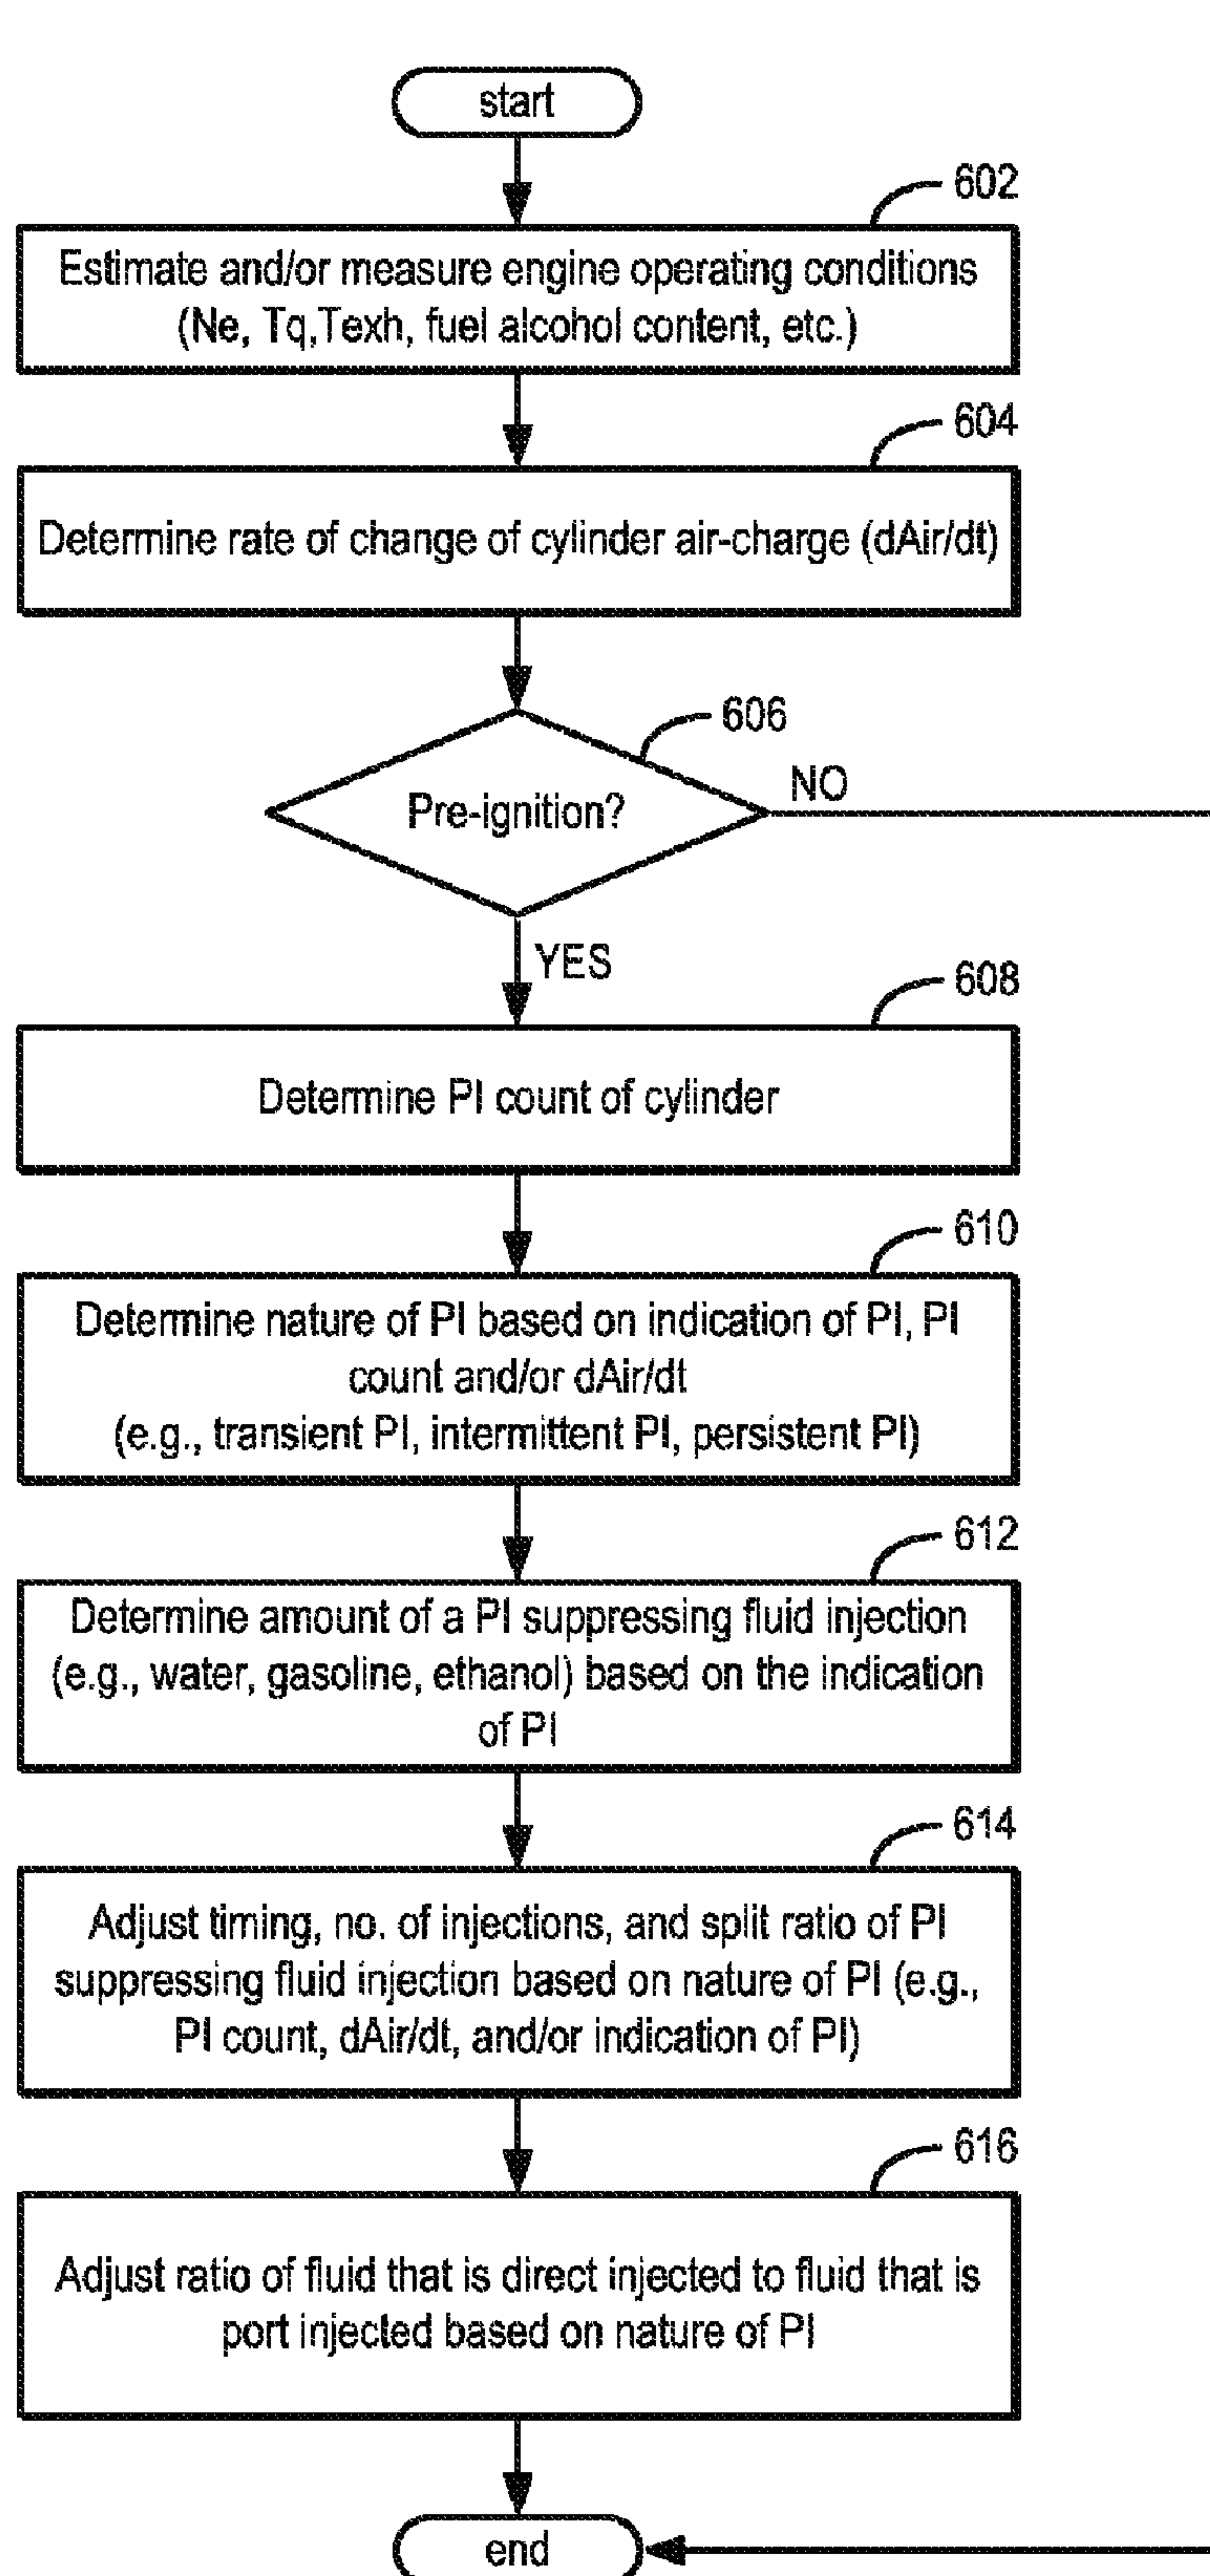 start
602
Estimate and/or measure engine operating conditions
(Ne, Tq,Texh, fuel alcohol content, etc.)
604
Determine rate of change of cylinder air-charge (dAir/dt)
606
Pre-ignition?
NO
YES
608
Determine PI count of cylinder
610
Determine nature of PI based on indication of PI, PI
count and/or dAir/dt
(e.g., transient PI, intermittent PI, persistent PI)
612
Determine amount of a PI suppressing fluid injection
(e.g., water, gasoline, ethanol) based on the indication
of PI
614
Adjust timing, no. of injections, and split ratio of PI
suppressing fluid injection based on nature of PI (e.g.,
PI count, dAir/dt, and/or indication of PI)
616
Adjust ratio of fluid that is direct injected to fluid that is
port injected based on nature of PI
end